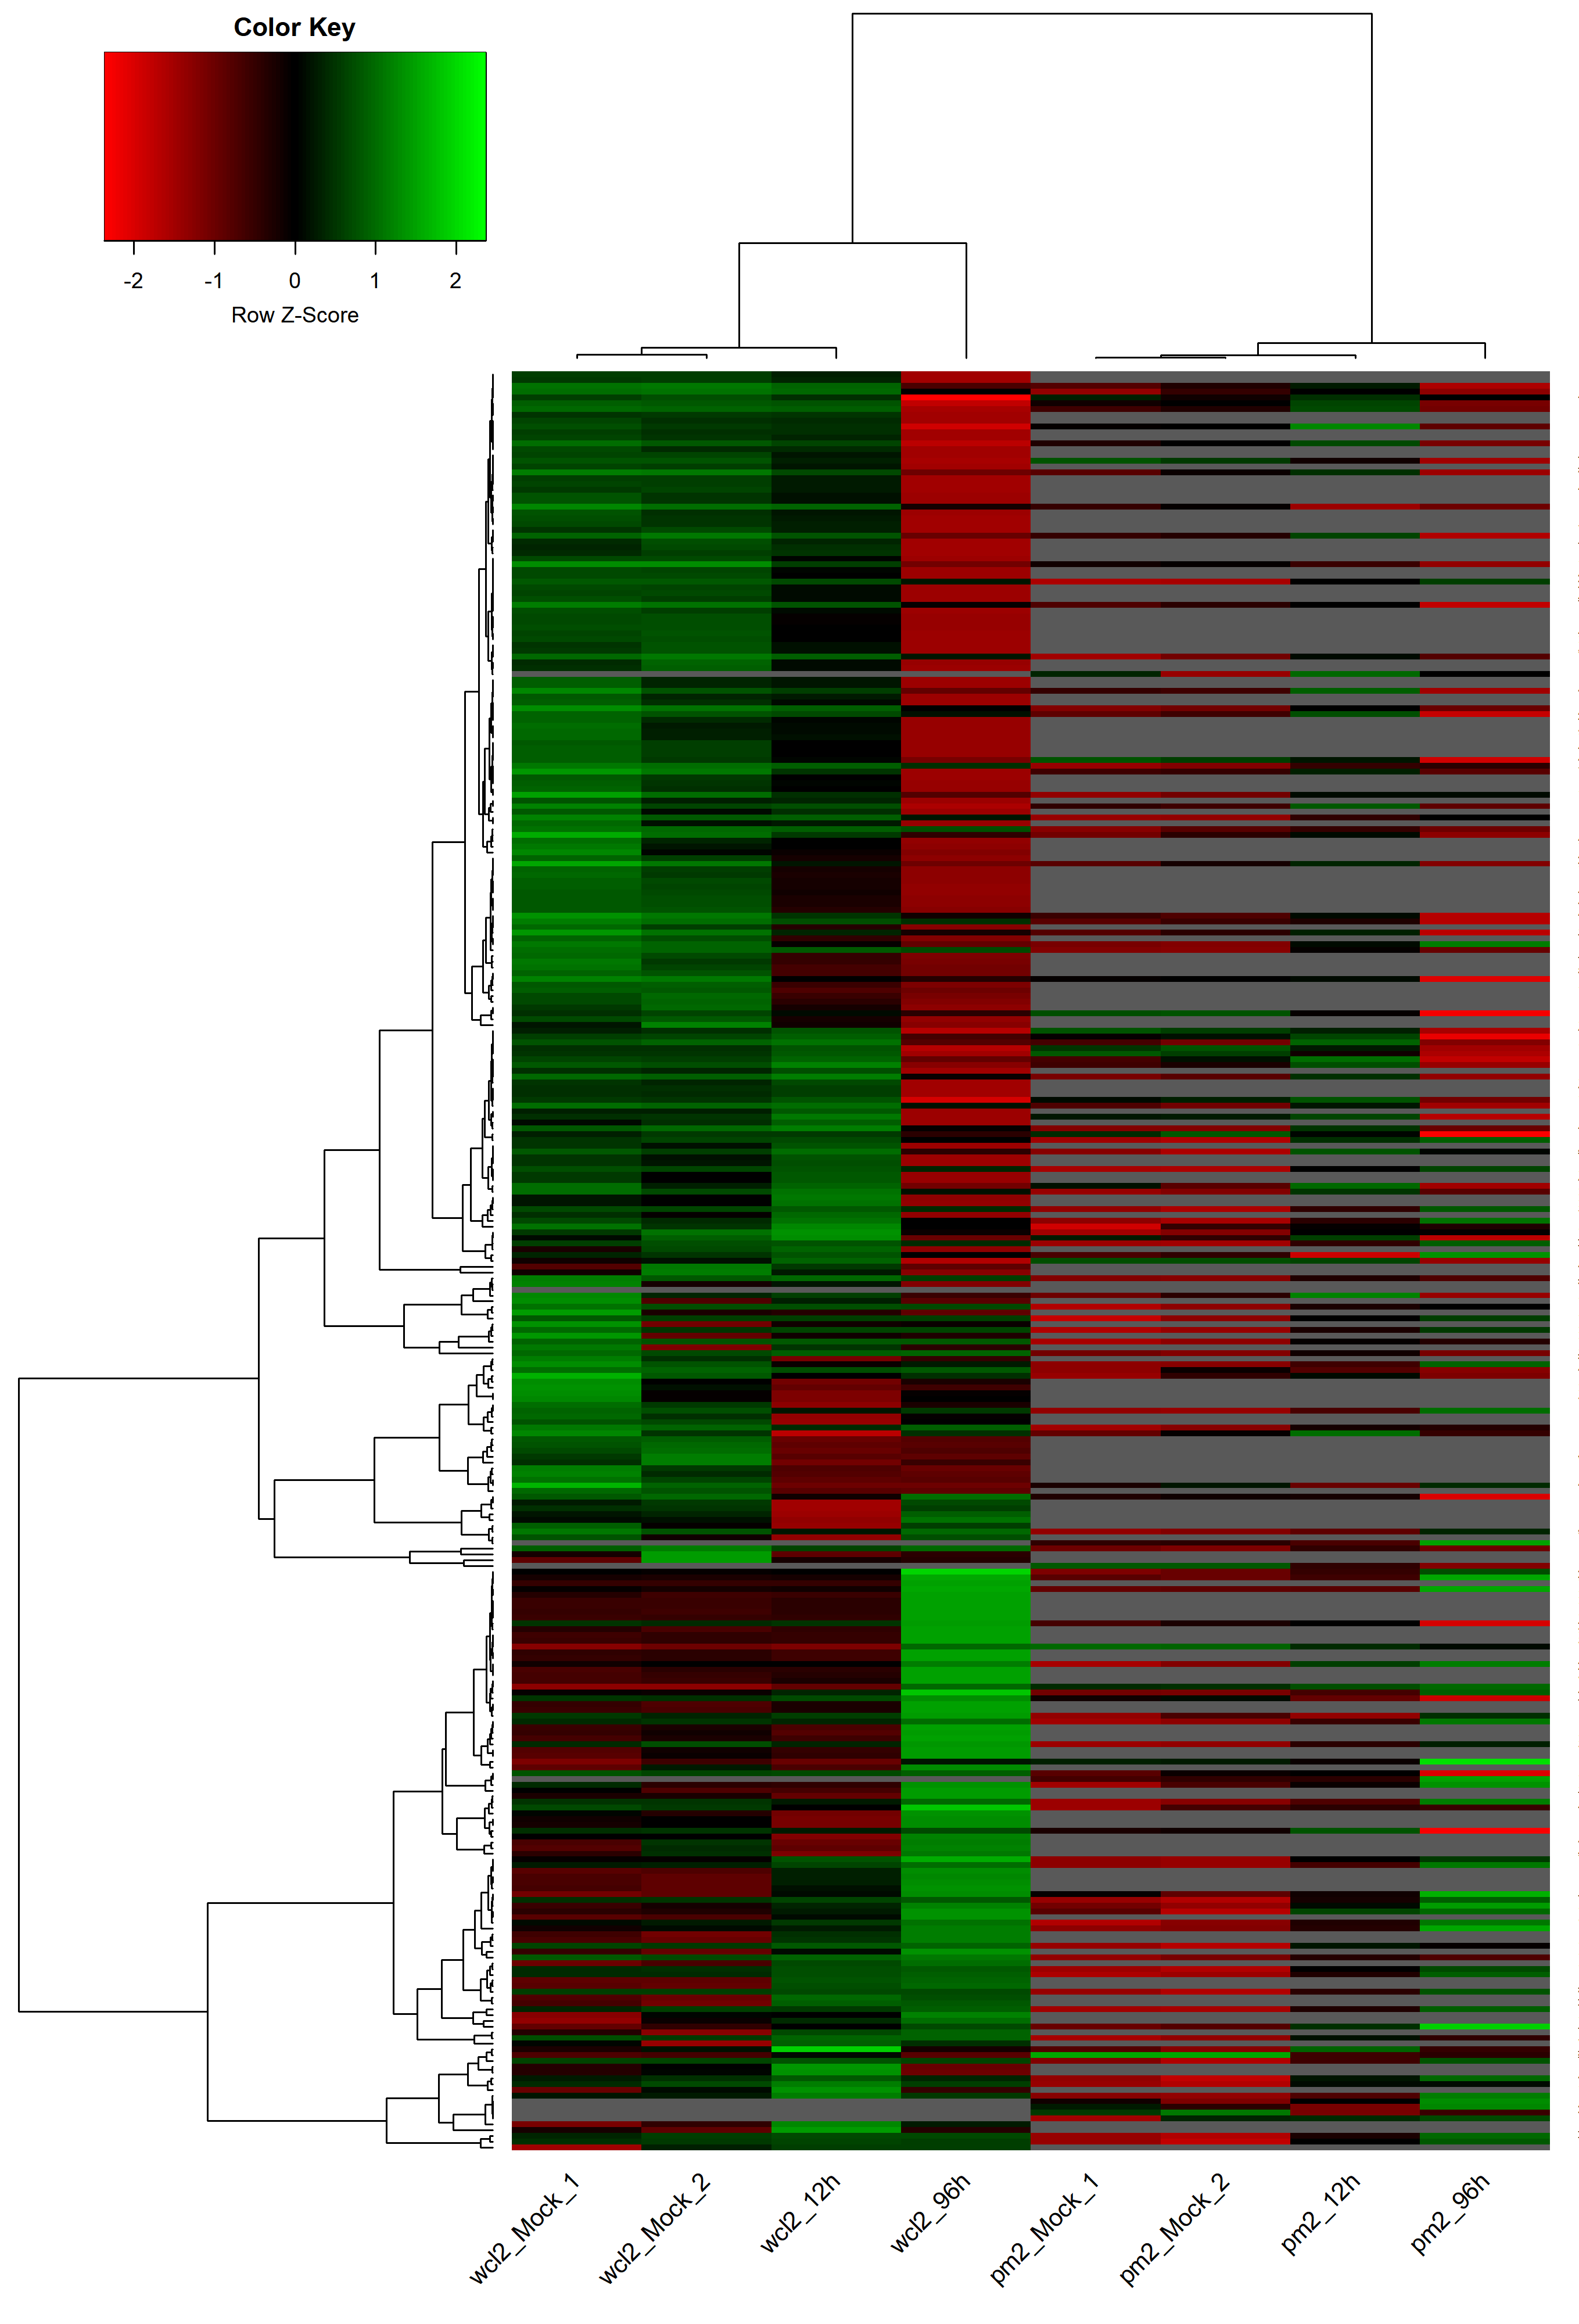 Color Key
-2 -1 0 1 2
Row Z-Score
wcl2_Mock_1
wcl2_Mock_2
wcl2_12h
wcl2_96h
pm2_Mock_1
pm2_Mock_2
pm2_12h
pm2_96h